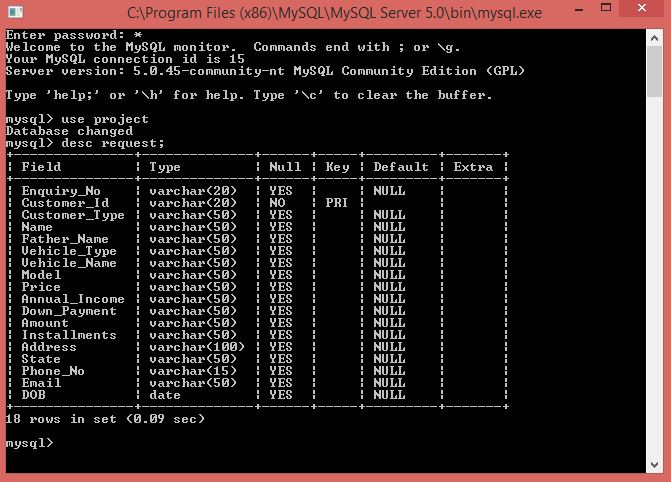 C:\Program Files (x86)\MySQL\MySQL Server 5.0\bin\mysql.exe
Enter password: *
Welcome to the MySQL monitor.  Commands end with ; or \g.
Your MySQL connection id is 15
Server version: 5.0.45-community-nt MySQL Community Edition (GPL)

Type 'help;' or '\h' for help. Type '\c' to clear the buffer.

mysql> use project
Database changed
mysql> desc request;
+---------------+--------------+------+-----+---------+-------+
| Field         | Type         | Null | Key | Default | Extra |
+---------------+--------------+------+-----+---------+-------+
| Enquiry_No    | varchar(20)  | YES  |     | NULL    |       |
| Customer_Id   | varchar(20)  | NO   | PRI |         |       |
| Customer_Type | varchar(50)  | YES  |     | NULL    |       |
| Name          | varchar(50)  | YES  |     | NULL    |       |
| Father_Name   | varchar(50)  | YES  |     | NULL    |       |
| Vehicle_Type  | varchar(50)  | YES  |     | NULL    |       |
| Vehicle_Name  | varchar(50)  | YES  |     | NULL    |       |
| Model         | varchar(50)  | YES  |     | NULL    |       |
| Price         | varchar(50)  | YES  |     | NULL    |       |
| Annual_Income | varchar(50)  | YES  |     | NULL    |       |
| Down_Payment  | varchar(50)  | YES  |     | NULL    |       |
| Amount        | varchar(50)  | YES  |     | NULL    |       |
| Installments  | varchar(50)  | YES  |     | NULL    |       |
| Address       | varchar(100) | YES  |     | NULL    |       |
| State         | varchar(50)  | YES  |     | NULL    |       |
| Phone_No      | varchar(15)  | YES  |     | NULL    |       |
| Email         | varchar(50)  | YES  |     | NULL    |       |
| DOB           | date         | YES  |     | NULL    |       |
+---------------+--------------+------+-----+---------+-------+
18 rows in set (0.09 sec)

mysql>